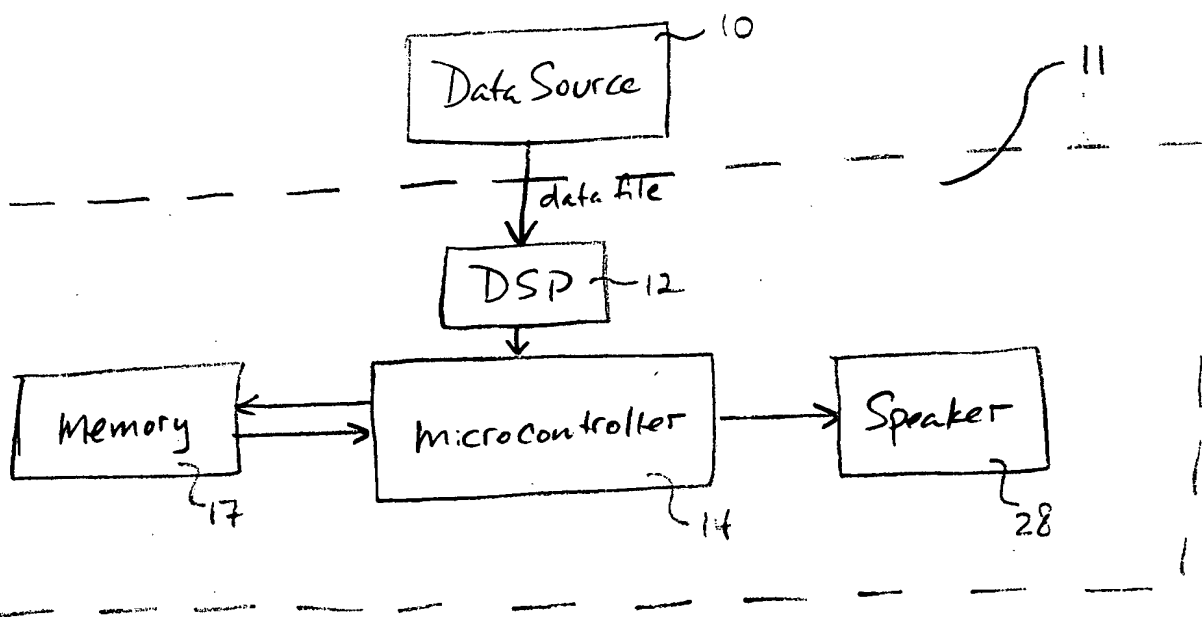 10
Data Source
11
data file
DSP
12
Memory
microcontroller
Speaker
17
14
28